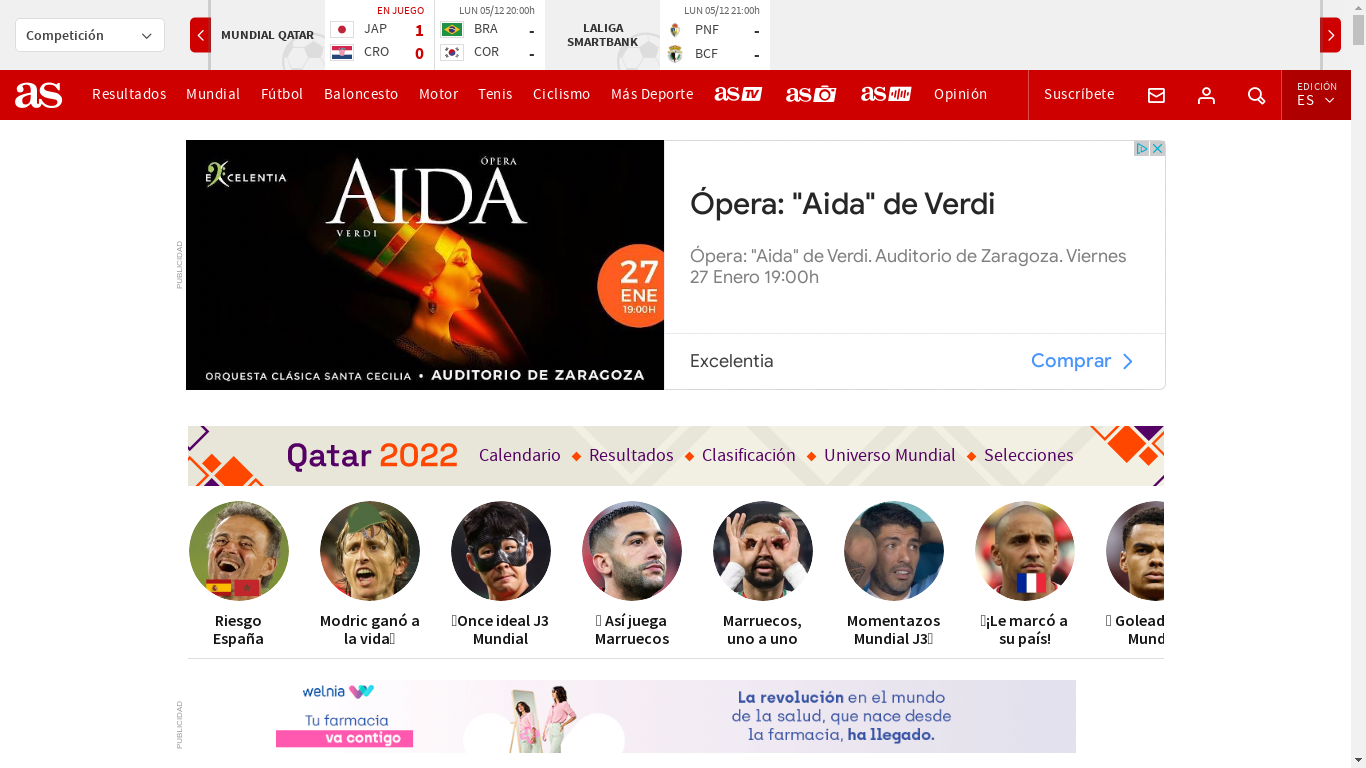 Competición
MUNDIAL QATAR
EN JUEGO
JAP 1
CRO 0
LUN 05/12 20:00h
BRA -
COR -
LALIGA
SMARTBANK
LUN 05/12 21:00h
PNF -
BCF -
as
Resultados
Mundial
Fútbol
Baloncesto
Motor
Tenis
Ciclismo
Más Deporte
as TV
as
as
Opinión
Suscríbete
EDICIÓN
ES
PUBLICIDAD
EXCELENTIA
ÓPERA
AIDA
VERDI
27
ENE
19:00H
ORQUESTA CLÁSICA SANTA CECILIA • AUDITORIO DE ZARAGOZA
Ópera: "Aida" de Verdi
Ópera: "Aida" de Verdi. Auditorio de Zaragoza. Viernes
27 Enero 19:00h
Excelentia
Comprar
Qatar 2022
Calendario
Resultados
Clasificación
Universo Mundial
Selecciones
Riesgo
España
Modric ganó a
la vida
Once ideal J3
Mundial
Así juega
Marruecos
Marruecos,
uno a uno
Momentazos
Mundial J3
¡Le marcó a
su país!
Golead
Mund
PUBLICIDAD
welnia
Tu farmacia
va contigo
La revolución en el mundo
de la salud, que nace desde
la farmacia, ha llegado.